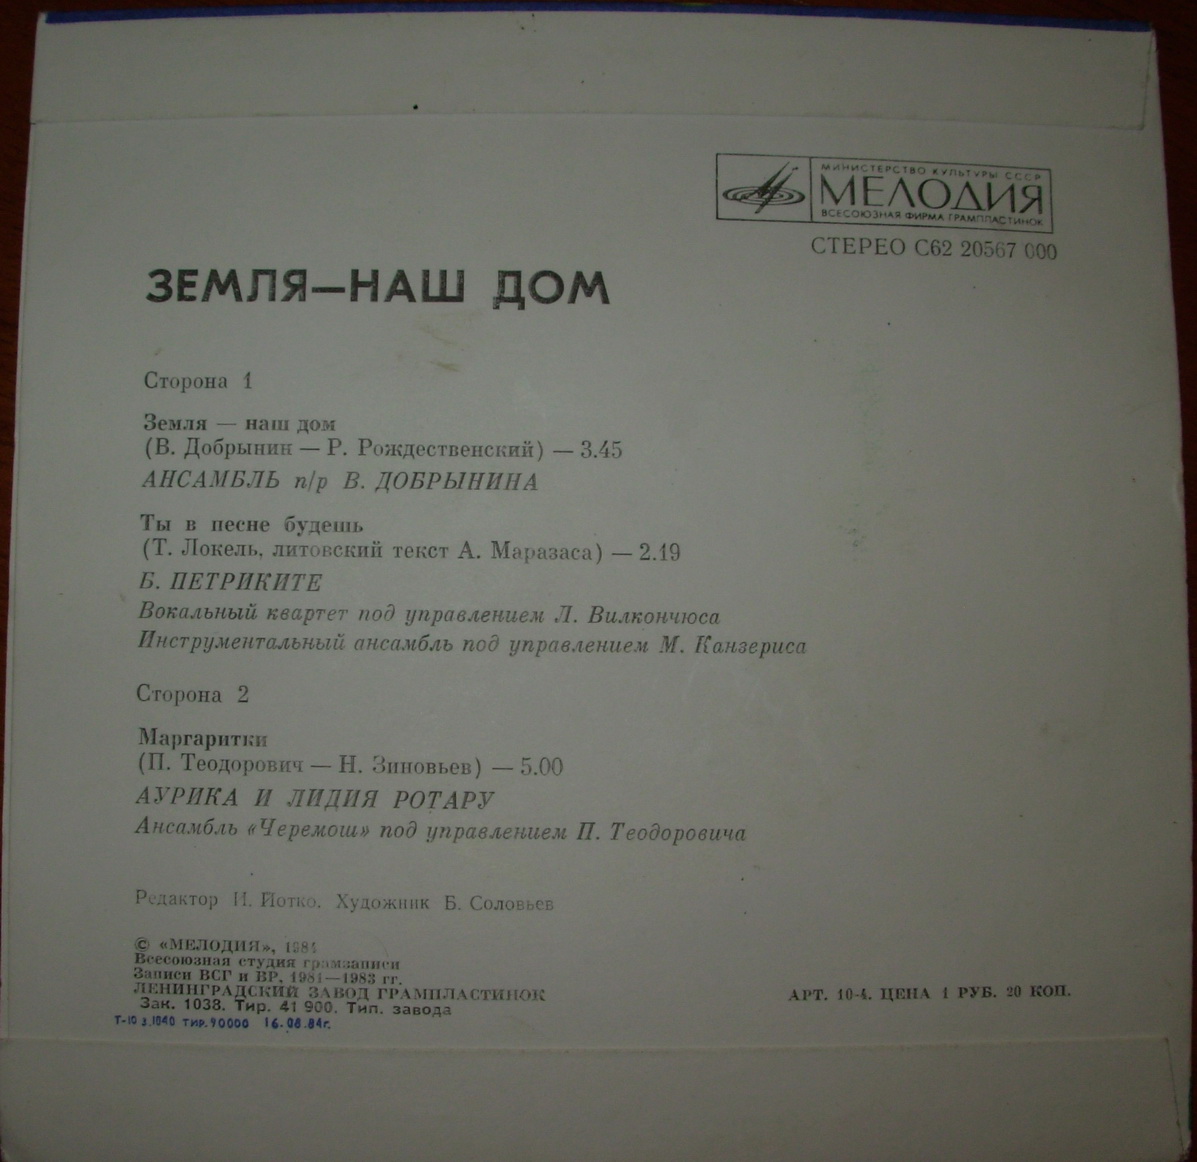 МИНИСТЕРСТВО КУЛЬТУРЫ СССР
МЕЛОДИЯ
ВСЕСОЮЗНАЯ ФИРМА ГРАМПЛАСТИНОК
СТЕРЕО С62 20567 000
ЗЕМЛЯ—НАШ ДОМ
Сторона 1
Земля — наш дом
(В. Добрынин — Р. Рождественский) — 3.45
АНСАМБЛЬ п/р В. ДОБРЫНИНА
Ты в песне будешь
(Т. Локель, литовский текст А. Маразаса) — 2.19
Б. ПЕТРИКИТЕ
Вокальный квартет под управлением Л. Вилкончюса
Инструментальный ансамбль под управлением М. Канзериса
Сторона 2
Маргаритки
(П. Теодорович — Н. Зиновьев) — 5.00
АУРИКА И ЛИДИЯ РОТАРУ
Ансамбль «Черемош» под управлением П. Теодоровича
Редактор И. Йотко. Художник Б. Соловьев
© «МЕЛОДИЯ», 1984
Всесоюзная студия грамзаписи
Записи ВСГ и ВР, 1981—1983 гг.
ЛЕНИНГРАДСКИЙ ЗАВОД ГРАМПЛАСТИНОК
Зак. 1038. Тир. 41 900. Тип. завода
Т-10 з.1040 тир.90000 16.08.84г.
АРТ. 10-4. ЦЕНА 1 РУБ. 20 КОП.